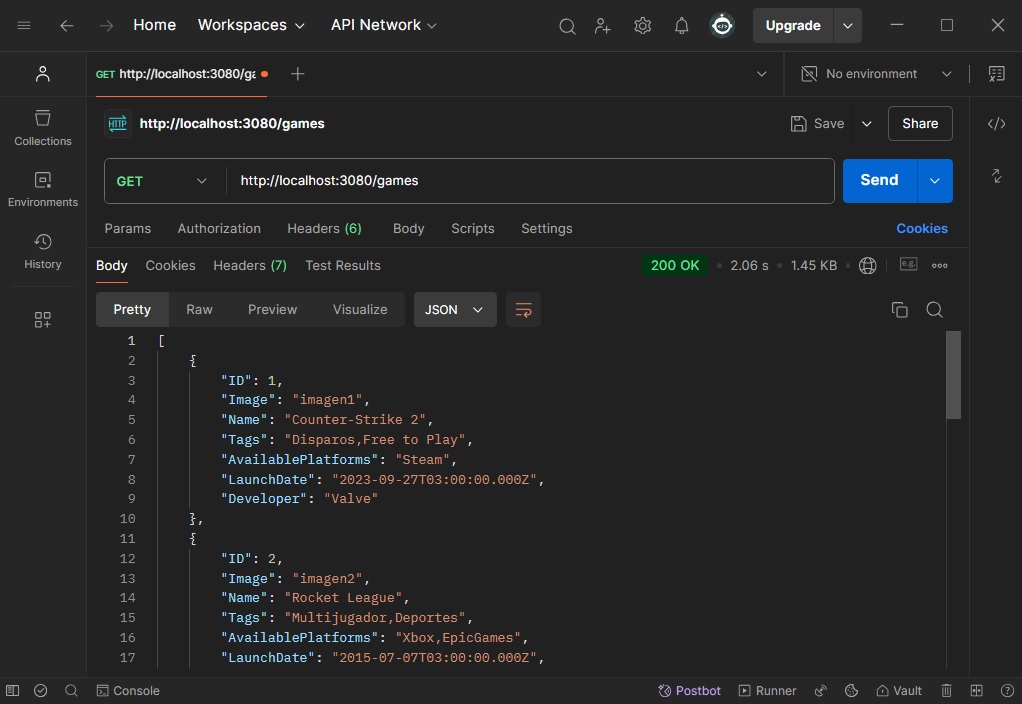 Home Workspaces API Network Upgrade
GET http://localhost:3080/ga No environment
HTTP http://localhost:3080/games Save Share
Collections
GET http://localhost:3080/games Send
Environments
Params Authorization Headers (6) Body Scripts Settings Cookies
History
Body Cookies Headers (7) Test Results 200 OK 2.06 s 1.45 KB e.g.
Pretty Raw Preview Visualize JSON
1 [
2 {
3 "ID": 1,
4 "Image": "imagen1",
5 "Name": "Counter-Strike 2",
6 "Tags": "Disparos,Free to Play",
7 "AvailablePlatforms": "Steam",
8 "LaunchDate": "2023-09-27T03:00:00.000Z",
9 "Developer": "Valve"
10 },
11 {
12 "ID": 2,
13 "Image": "imagen2",
14 "Name": "Rocket League",
15 "Tags": "Multijugador,Deportes",
16 "AvailablePlatforms": "Xbox,EpicGames",
17 "LaunchDate": "2015-07-07T03:00:00.000Z",
Console Postbot Runner Vault